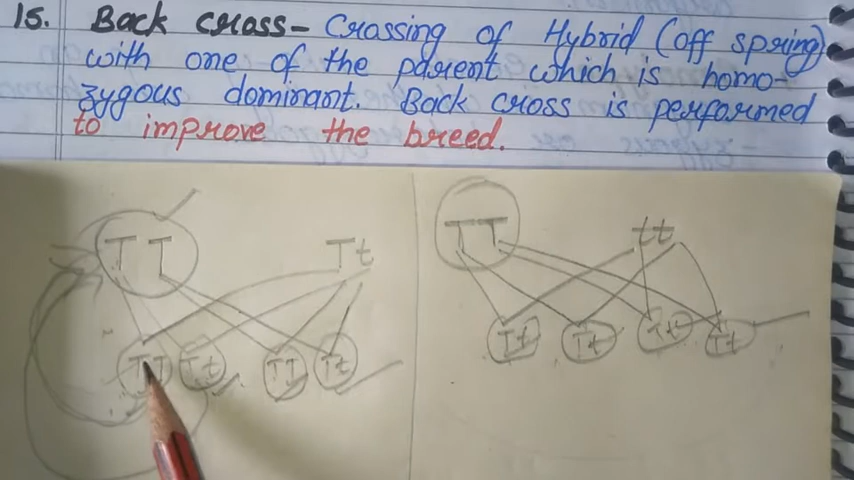 15. Back cross- Crossing of Hybrid (off spring)
with one of the parent which is homo-
zygous dominant. Back cross is performed
to improve the breed.
TT Tt TT tt
TT Tt TT Tt Tt Tt Tt Tt